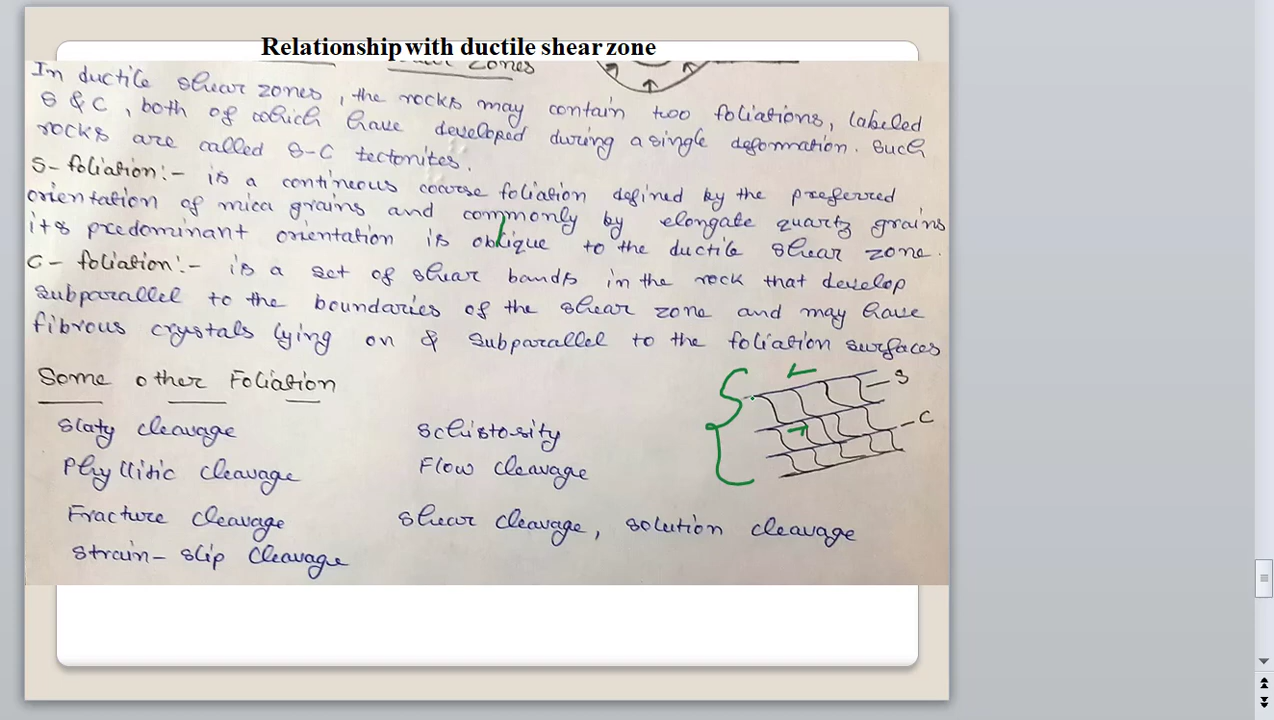 Relationship with ductile shear zone
Zones
In ductile shear zones, the rocks may contain two foliations, labeled
S & C, both of which have developed during a single deformation. Such
rocks are called S-C tectonites.
S- foliation:- is a contineous coarse foliation defined by the preferred
orientation of mica grains and commonly by elongate quartz grains
its predominant orientation is oblique to the ductile shear zone.
C- foliation:- is a set of shear bands in the rock that develop
subparallel to the boundaries of the shear zone and may have
fibrous crystals lying on & subparallel to the foliation surfaces
Some other Foliation
S
C
Slaty cleavage Schistosity
Phyllitic cleavage Flow cleavage
Fracture cleavage shear cleavage, solution cleavage
Strain- slip cleavage